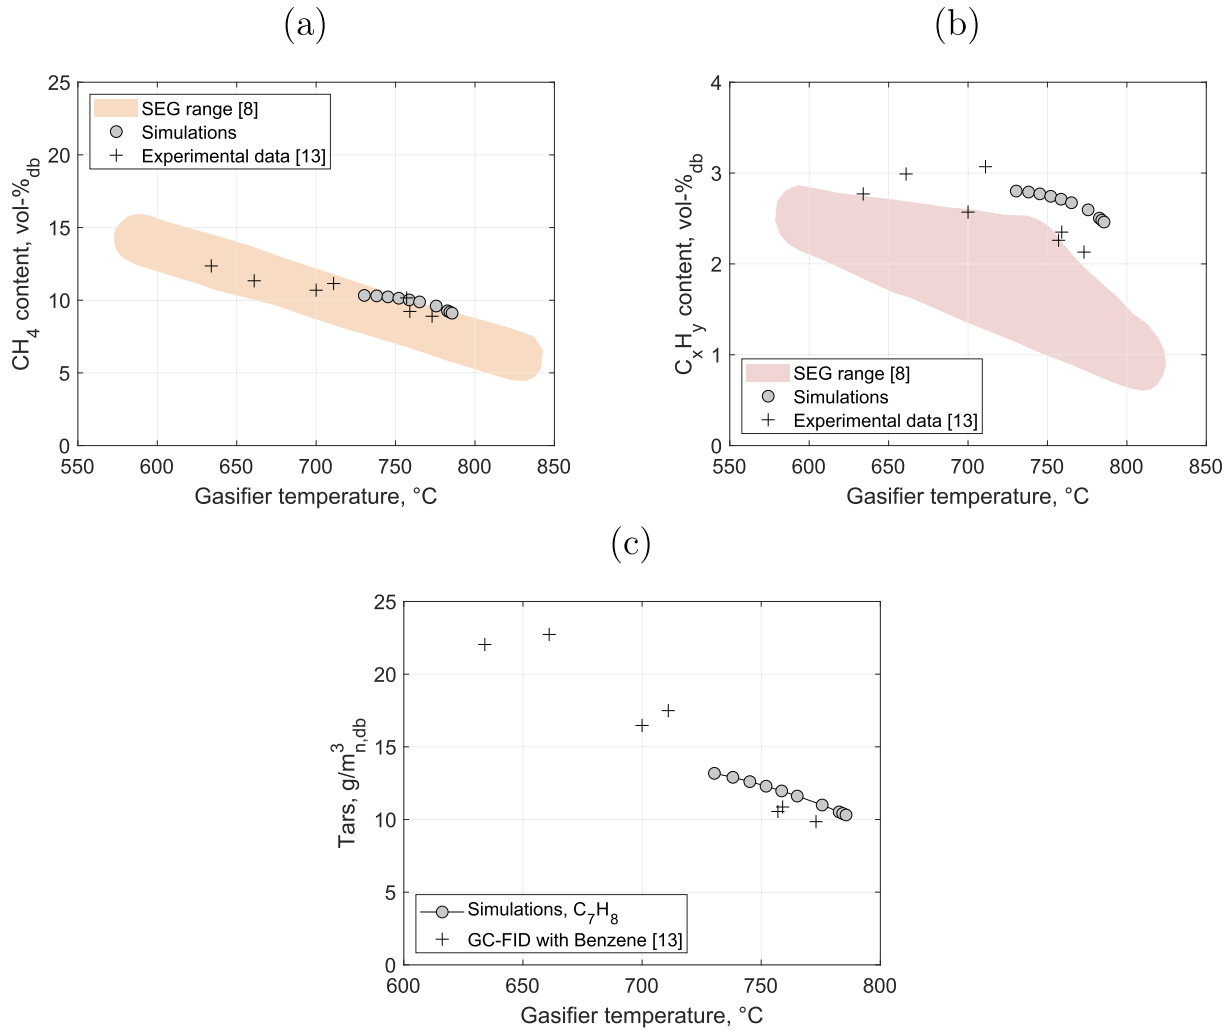 (a)
25
20
15
10
5
0
CH4 content, vol-%db
SEG range [8]
Simulations
Experimental data [13]
550 600 650 700 750 800 850
Gasifier temperature, °C
(b)
4
3
2
1
0
CxHy content, vol-%db
SEG range [8]
Simulations
Experimental data [13]
550 600 650 700 750 800 850
Gasifier temperature, °C
(c)
25
20
15
10
5
0
Tars, g/m3n,db
Simulations, C7H8
GC-FID with Benzene [13]
600 650 700 750 800
Gasifier temperature, °C